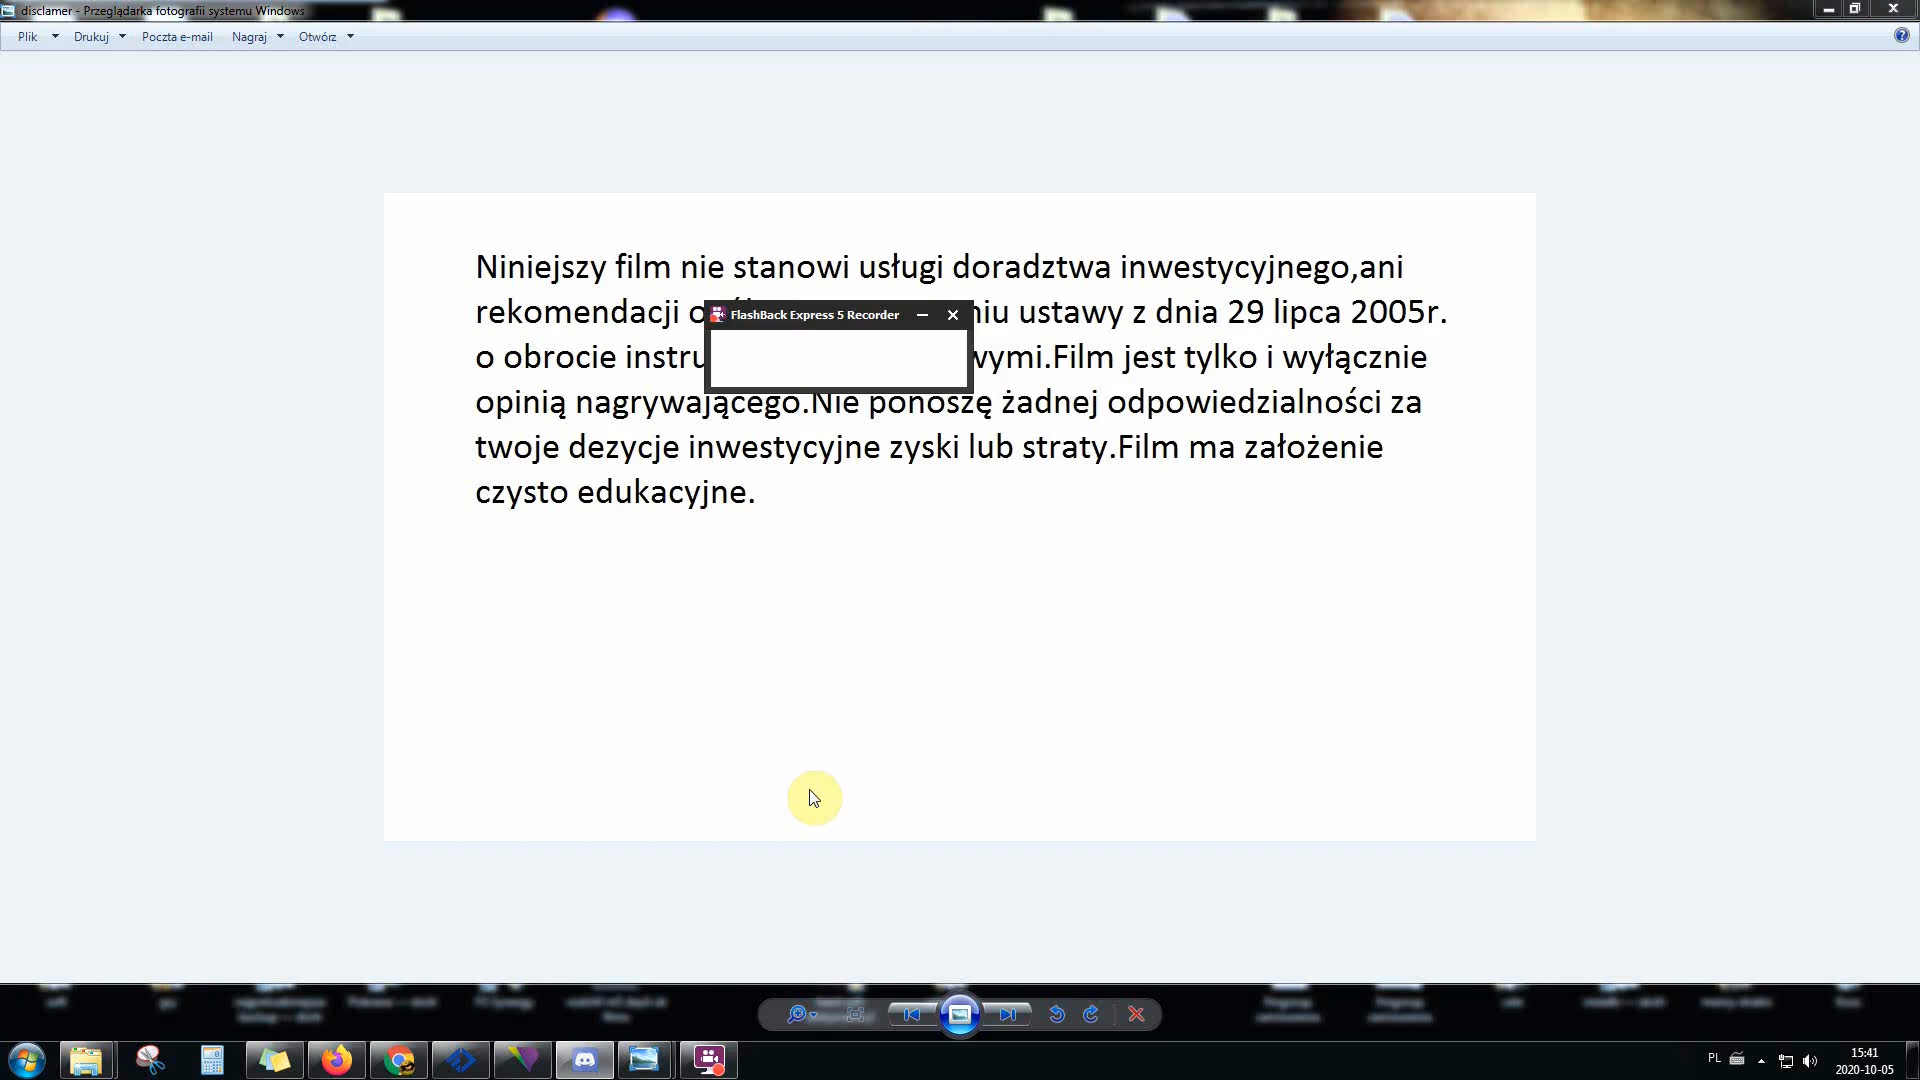 disclamer - Przeglądarka fotografii systemu Windows
Plik Drukuj Poczta e-mail Nagraj Otwórz
Niniejszy film nie stanowi usługi doradztwa inwestycyjnego,ani
rekomendacji ustawy z dnia 29 lipca 2005r.
FlashBack Express 5 Recorder
o obrocie wymi.Film jest tylko i wyłącznie
opinią nagrywającego.Nie ponoszę żadnej odpowiedzialności za
twoje dezycje inwestycyjne zyski lub straty.Film ma założenie
czysto edukacyjne.
PL
15:41
2020-10-05